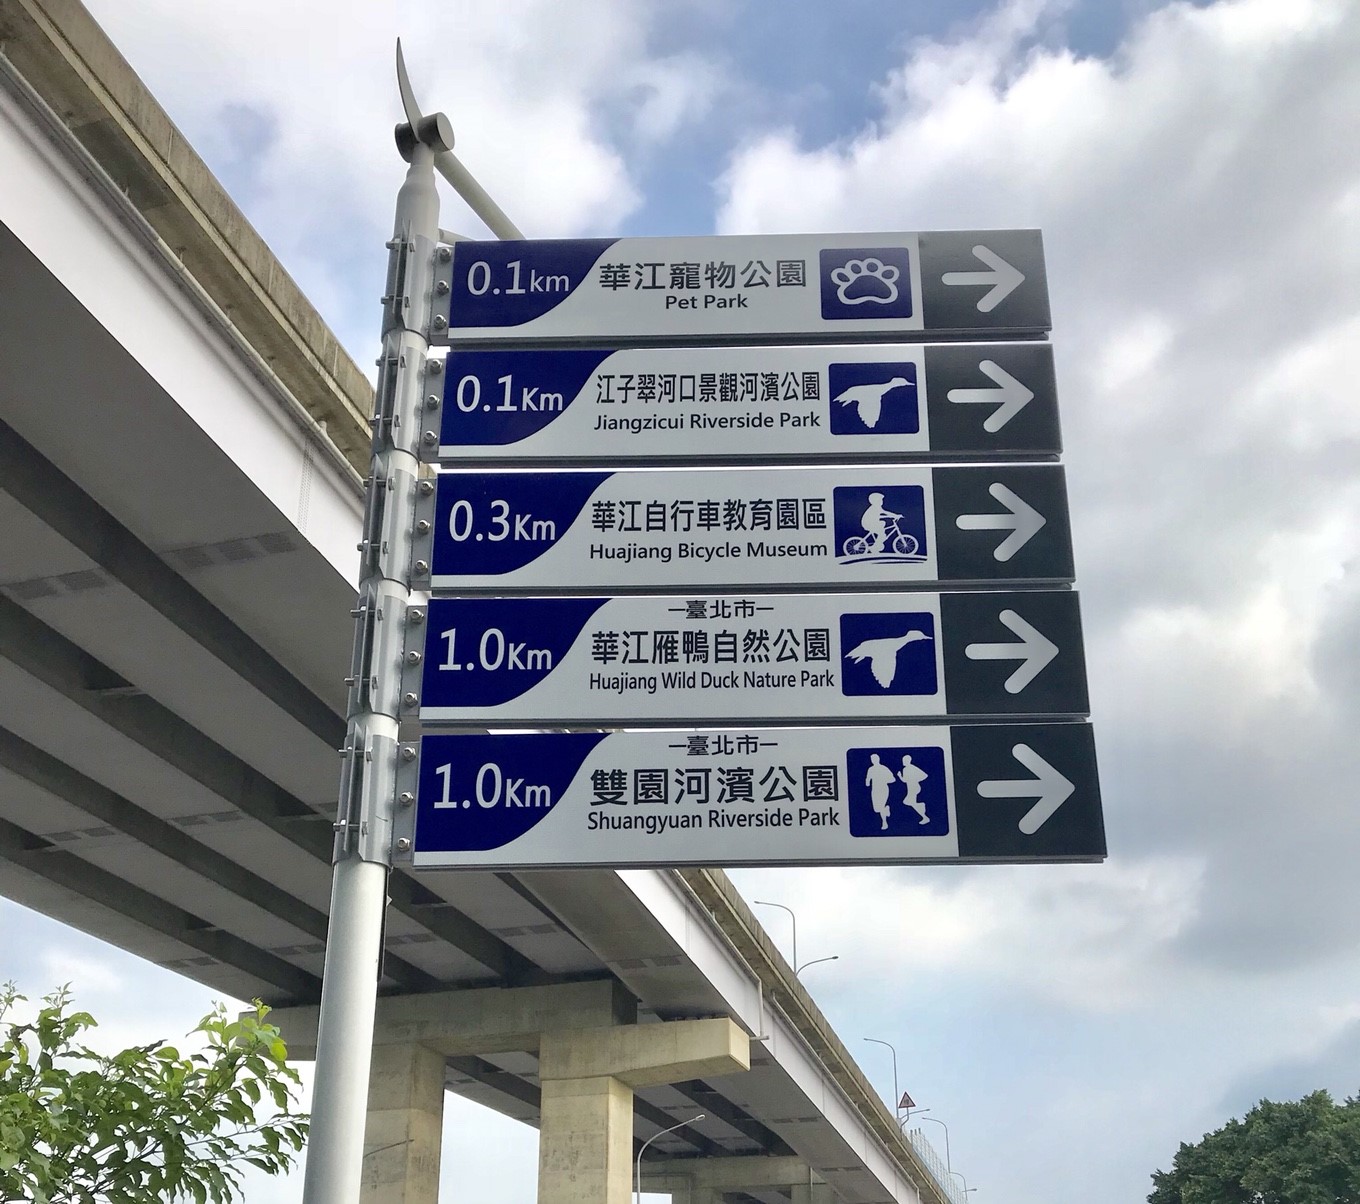 0.1km
華江寵物公園
Pet Park
0.1Km
江子翠河口景觀河濱公園
Jiangzicui Riverside Park
0.3Km
華江自行車教育園區
Huajiang Bicycle Museum
1.0Km
—臺北市—
華江雁鴨自然公園
Huajiang Wild Duck Nature Park
1.0Km
—臺北市—
雙園河濱公園
Shuangyuan Riverside Park